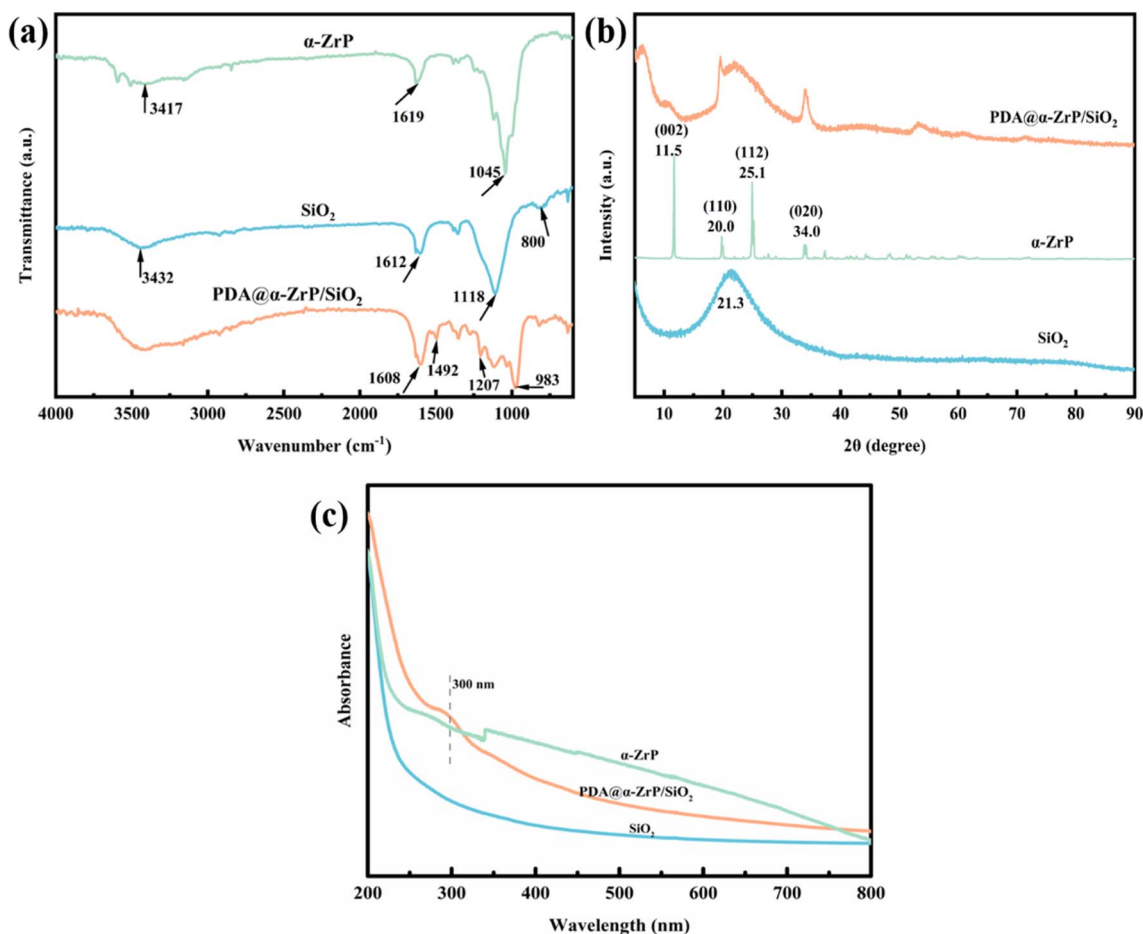 (a)
α-ZrP
3417
1619
1045
SiO₂
3432
1612
1118
800
PDA@α-ZrP/SiO₂
1608
1492
1207
983
Transmittance (a.u.)
4000 3500 3000 2500 2000 1500 1000
Wavenumber (cm⁻¹)
(b)
PDA@α-ZrP/SiO₂
(002)
11.5
(110)
20.0
(112)
25.1
(020)
34.0
α-ZrP
21.3
SiO₂
Intensity (a.u.)
10 20 30 40 50 60 70 80 90
2θ (degree)
(c)
300 nm
α-ZrP
PDA@α-ZrP/SiO₂
SiO₂
Absorbance
200 300 400 500 600 700 800
Wavelength (nm)